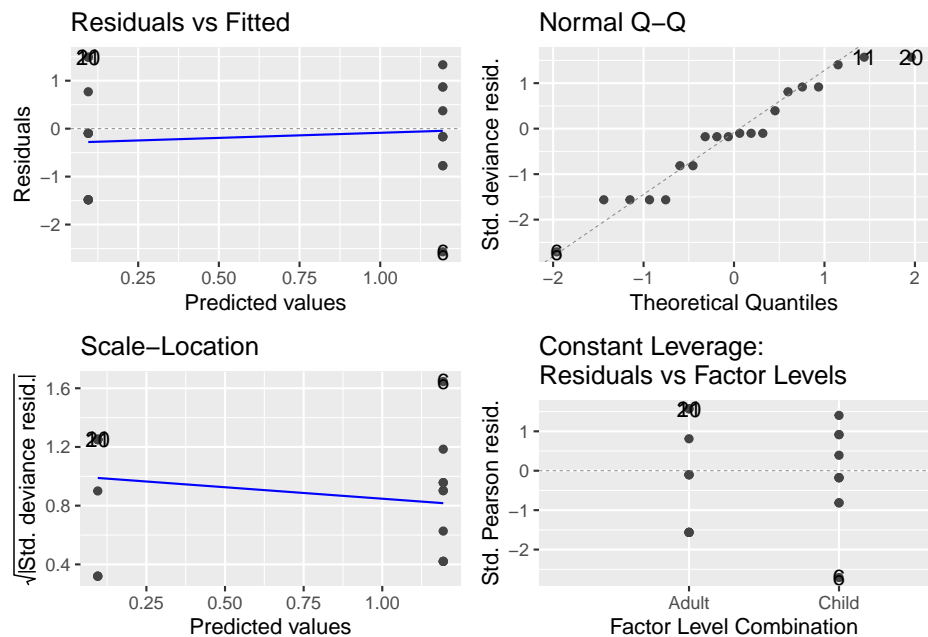 Residuals vs Fitted
1
0
−1
−2
Residuals
0.25
0.50
0.75
1.00
Predicted values
6
Normal Q−Q
1
0
−1
−2
Std. deviance resid.
−2
−1
0
1
2
Theoretical Quantiles
11
20
6
Scale−Location
1.6
1.2
0.8
0.4
√|Std. deviance resid.|
0.25
0.50
0.75
1.00
Predicted values
Constant Leverage:
Residuals vs Factor Levels
1
0
−1
−2
Std. Pearson resid.
Adult
Child
Factor Level Combination
6